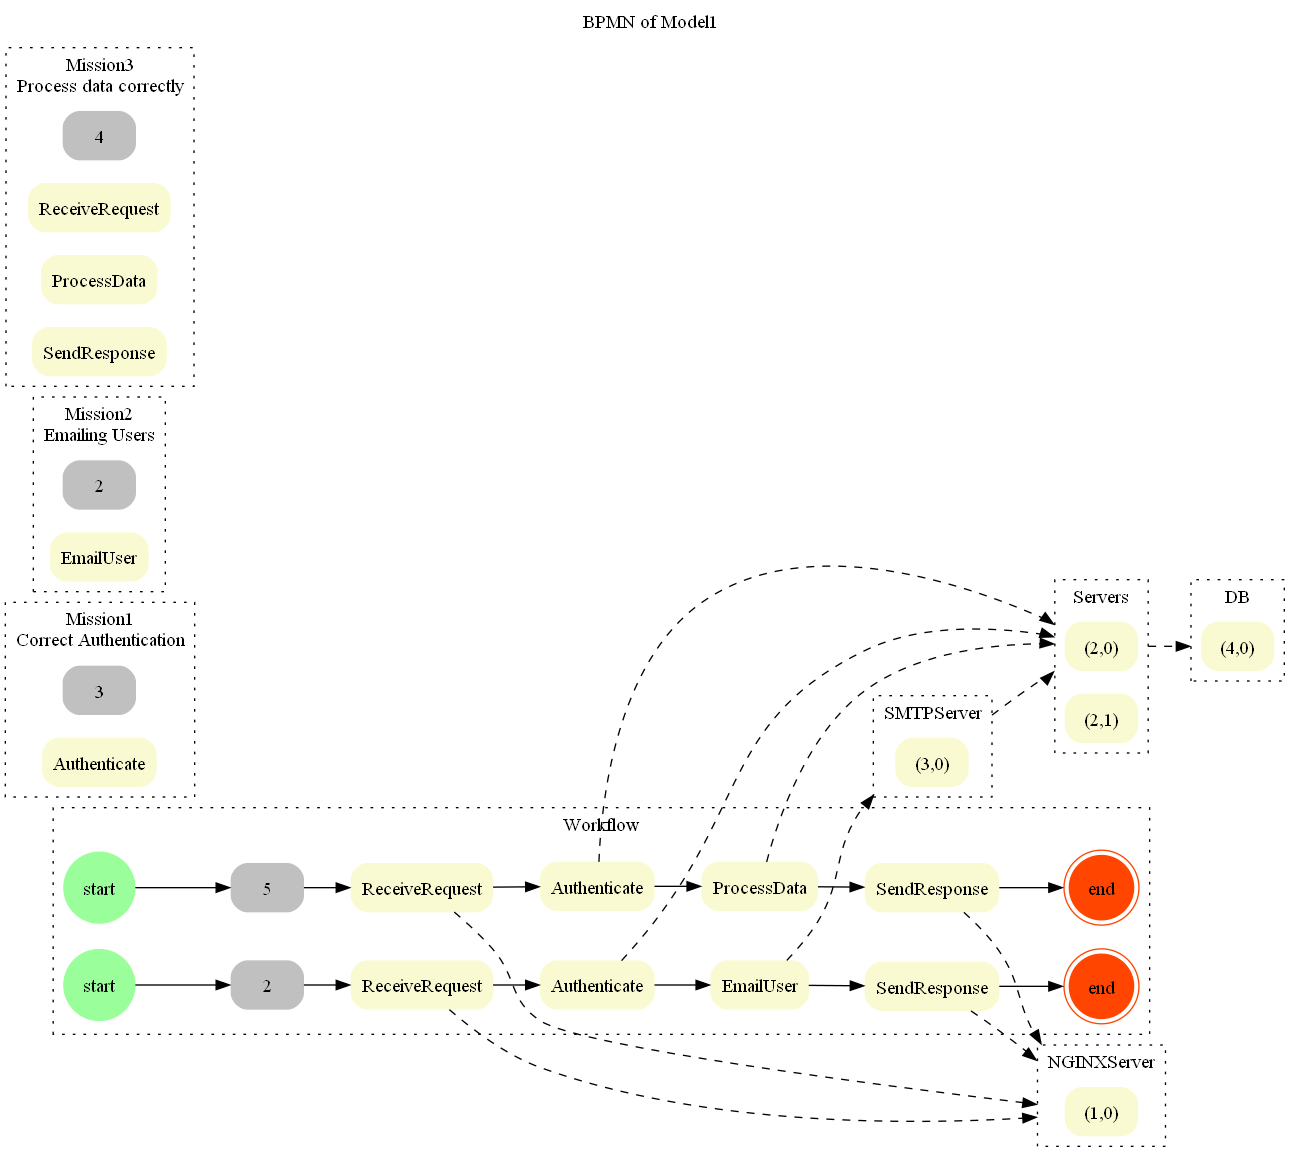 BPMN of Model1
Mission3
Process data correctly
4
ReceiveRequest
ProcessData
SendResponse
Mission2
Emailing Users
2
EmailUser
Mission1
Correct Authentication
3
Authenticate
Servers
(2,0)
(2,1)
DB
(4,0)
SMTPServer
(3,0)
Workflow
start
5
ReceiveRequest
Authenticate
ProcessData
SendResponse
end
start
2
ReceiveRequest
Authenticate
EmailUser
SendResponse
end
NGINXServer
(1,0)